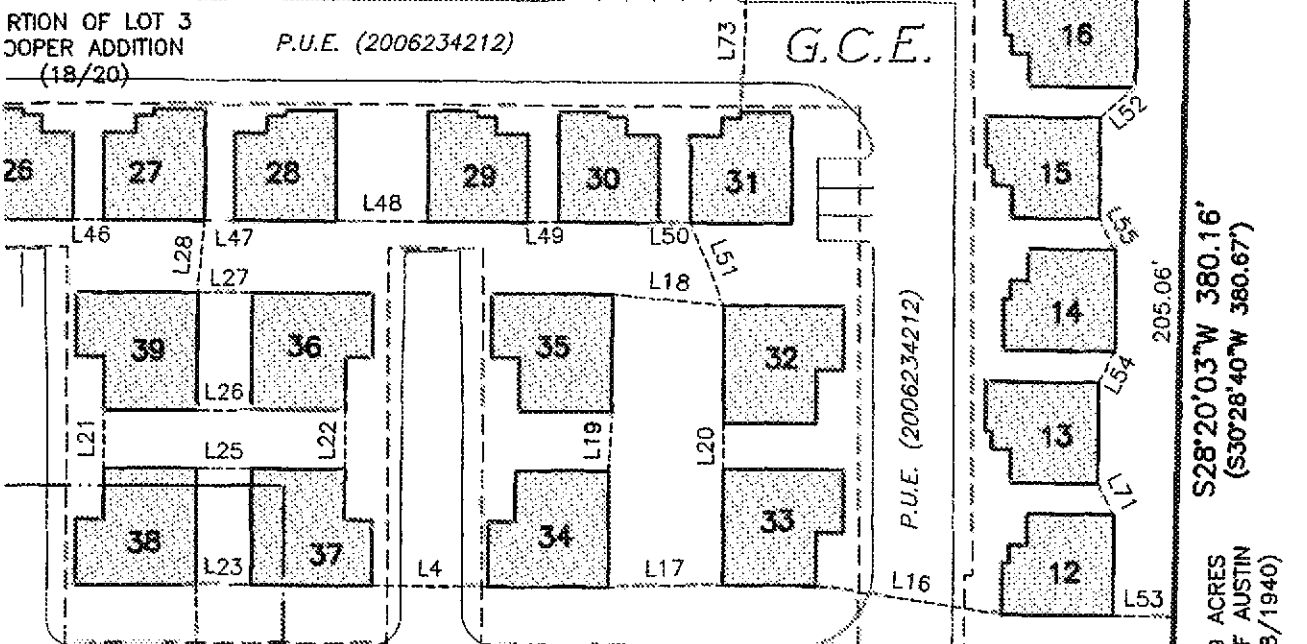 RTION OF LOT 3
OOPER ADDITION
(18/20)
P.U.E. (2006234212)
L73
G.C.E.
16
L52
26
27
28
29
30
31
15
L48
L46
L28
L47
L49
L50
L51
L55
L27
L18
39
36
35
32
14
205.06'
S28°20'03"W 380.16'
(S30°28'40"W 380.67')
P.U.E. (2006234212)
L26
L54
L21
L22
L19
L20
13
L25
L71
38
37
34
33
12
L23
L4
L17
L16
L53
ACRES
F AUSTIN
8/1940)